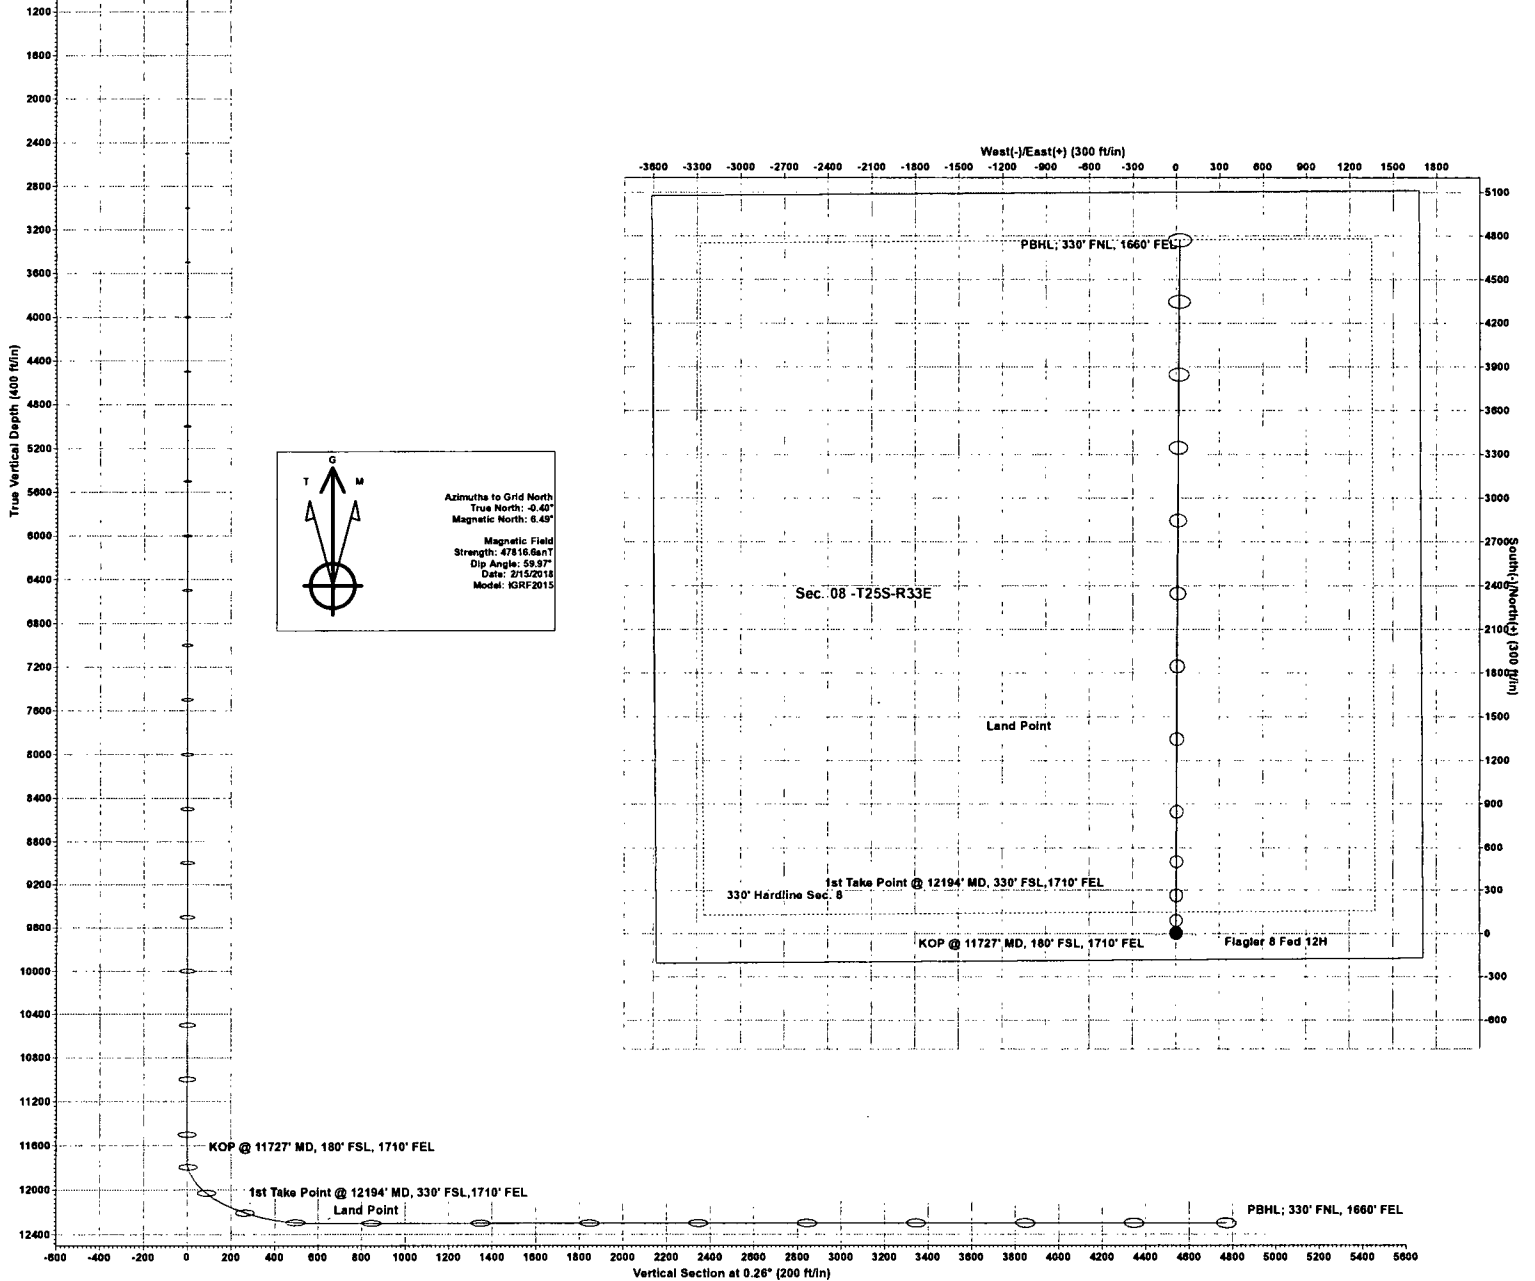 1200
1600
2000
2400
2800
3200
3600
4000
4400
4800
5200
5600
6000
6400
6800
7200
7600
8000
8400
8800
9200
9600
10000
10400
10800
11200
11600
12000
12400
True Vertical Depth (400 ft/in)
-600 -400 -200 0 200 400 600 800 1000 1200 1400 1600 1800 2000 2200 2400 2600 2800 3000 3200 3400 3600 3800 4000 4200 4400 4600 4800 5000 5200 5400 5600
Vertical Section at 0.26° (200 ft/in)
KOP @ 11727' MD, 180' FSL, 1710' FEL
1st Take Point @ 12194' MD, 330' FSL,1710' FEL
Land Point
PBHL; 330' FNL, 1660' FEL
G
T M
Azimuths to Grid North
True North: -0.40°
Magnetic North: 6.49°
Magnetic Field
Strength: 47816.6snT
Dip Angle: 59.97°
Date: 2/15/2018
Model: IGRF2015
West(-)/East(+) (300 ft/in)
-3600 -3300 -3000 -2700 -2400 -2100 -1800 -1500 -1200 -900 -600 -300 0 300 600 900 1200 1500 1800
PBHL; 330' FNL, 1660' FEL
Sec. 08 -T25S-R33E
Land Point
1st Take Point @ 12194' MD, 330' FSL,1710' FEL
330' Hardline Sec. 8
KOP @ 11727' MD, 180' FSL, 1710' FEL
Flagler 8 Fed 12H
5100
4800
4500
4200
3900
3600
3300
3000
2700
2400
2100
1800
1500
1200
900
600
300
0
-300
-600
South(-)/North(+) (300 ft/in)